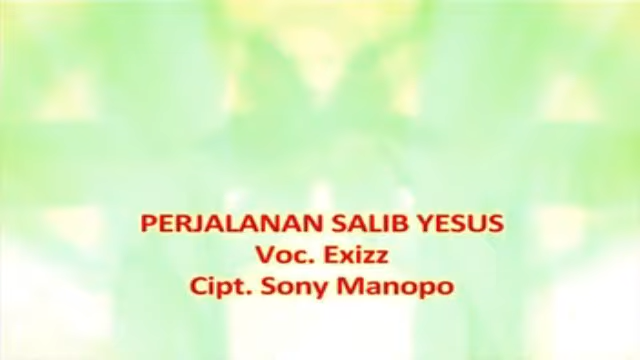 PERJALANAN SALIB YESUS
Voc. Exizz
Cipt. Sony Manopo